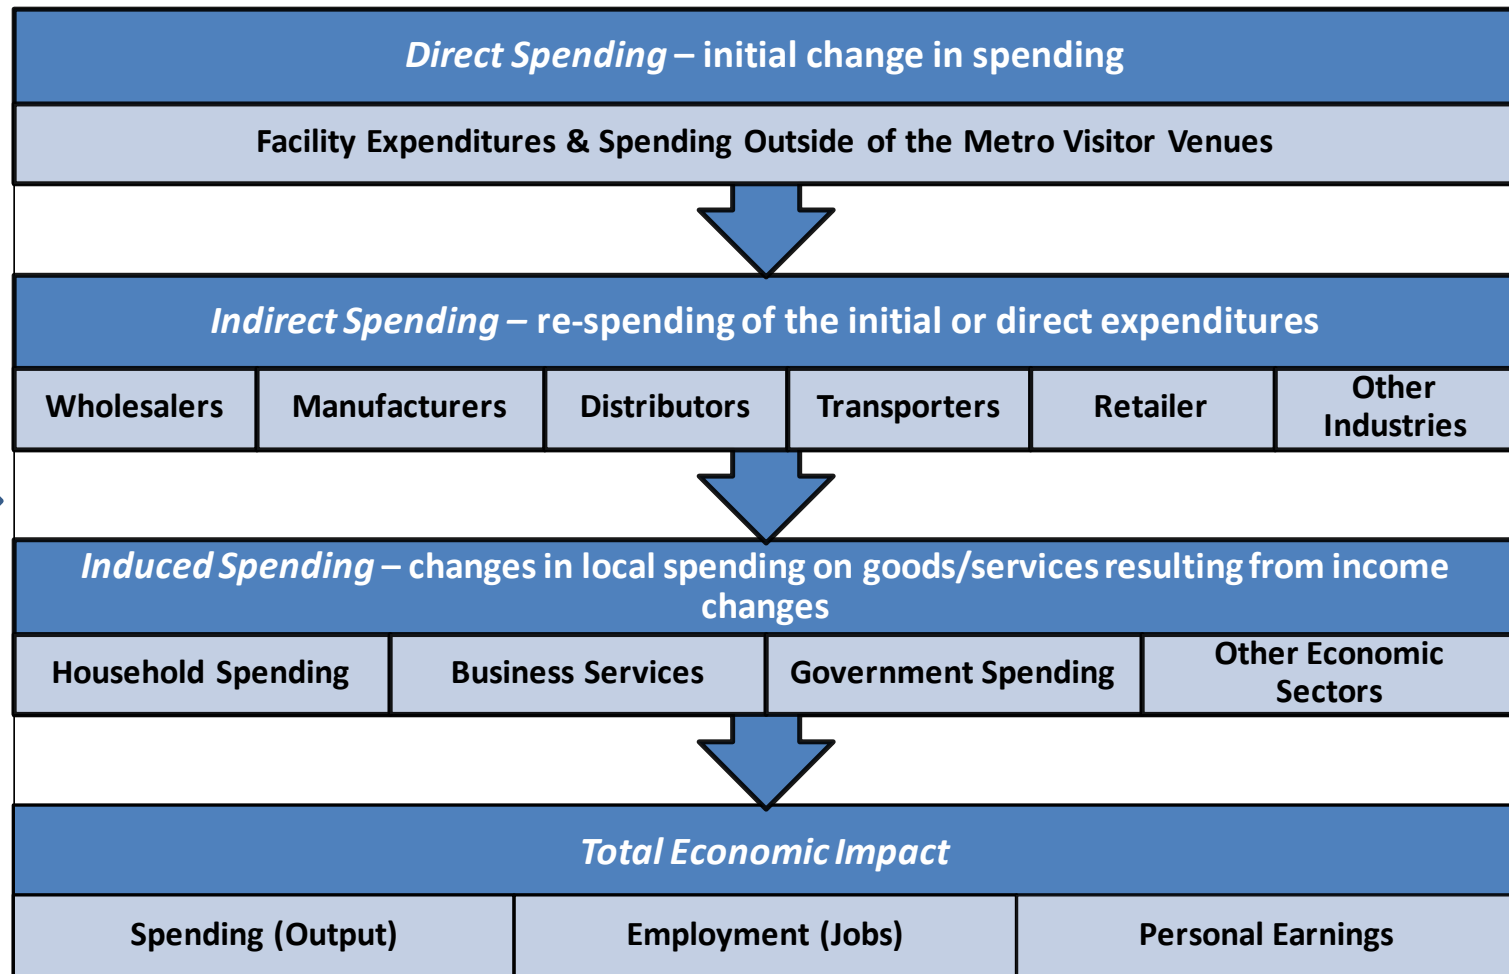 Direct Spending – initial change in spending
Facility Expenditures & Spending Outside of the Metro Visitor Venues
Indirect Spending – re-spending of the initial or direct expenditures
Wholesalers
Manufacturers
Distributors
Transporters
Retailer
Other
Industries
Induced Spending – changes in local spending on goods/services resulting from income
changes
Household Spending
Business Services
Government Spending
Other Economic
Sectors
Total Economic Impact
Spending (Output)
Employment (Jobs)
Personal Earnings